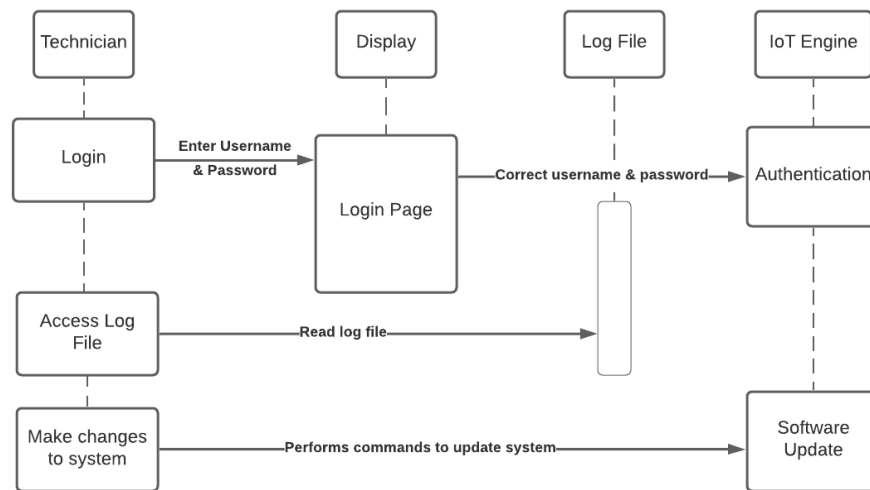 Technician
Display
Log File
IoT Engine
Login
Enter Username
& Password
Login Page
Correct username & password
Authentication
Access Log
File
Read log file
Make changes
to system
Performs commands to update system
Software
Update